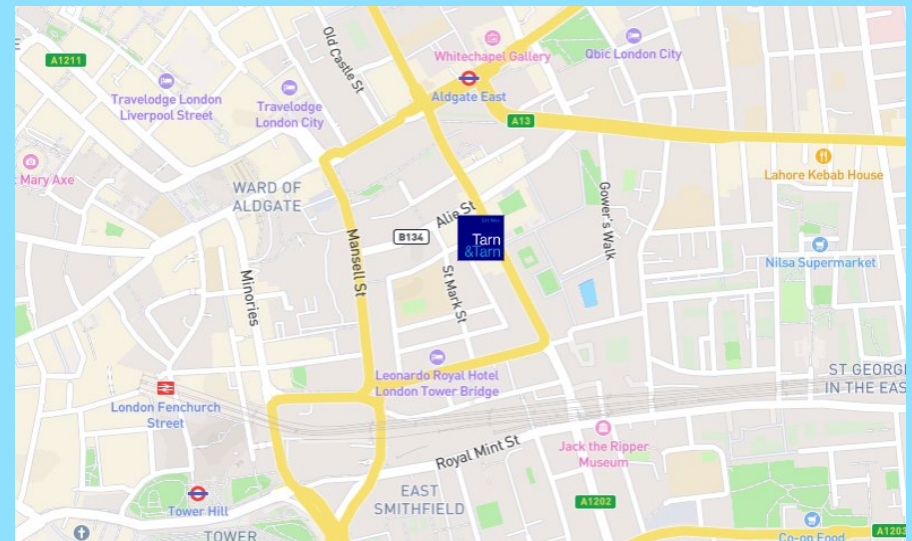 Old Castle St
Whitechapel Gallery
Qbic London City
A1211
Travelodge London
Liverpool Street
Travelodge
London City
Aldgate East
A13
Mary Axe
Lahore Kebab House
WARD OF
ALDGATE
Alie St
B134
Tarn
&Tarn
Gower's Walk
Mansell St
St Mark St
Minories
Nilsa Supermarket
Leonardo Royal Hotel
London Tower Bridge
ST GEORG
IN THE EAS
London Fenchurch
Street
Royal Mint St
Jack the Ripper
Museum
EAST
SMITHFIELD
A1202
Tower Hill
TOWER
Co-op Food
A1203